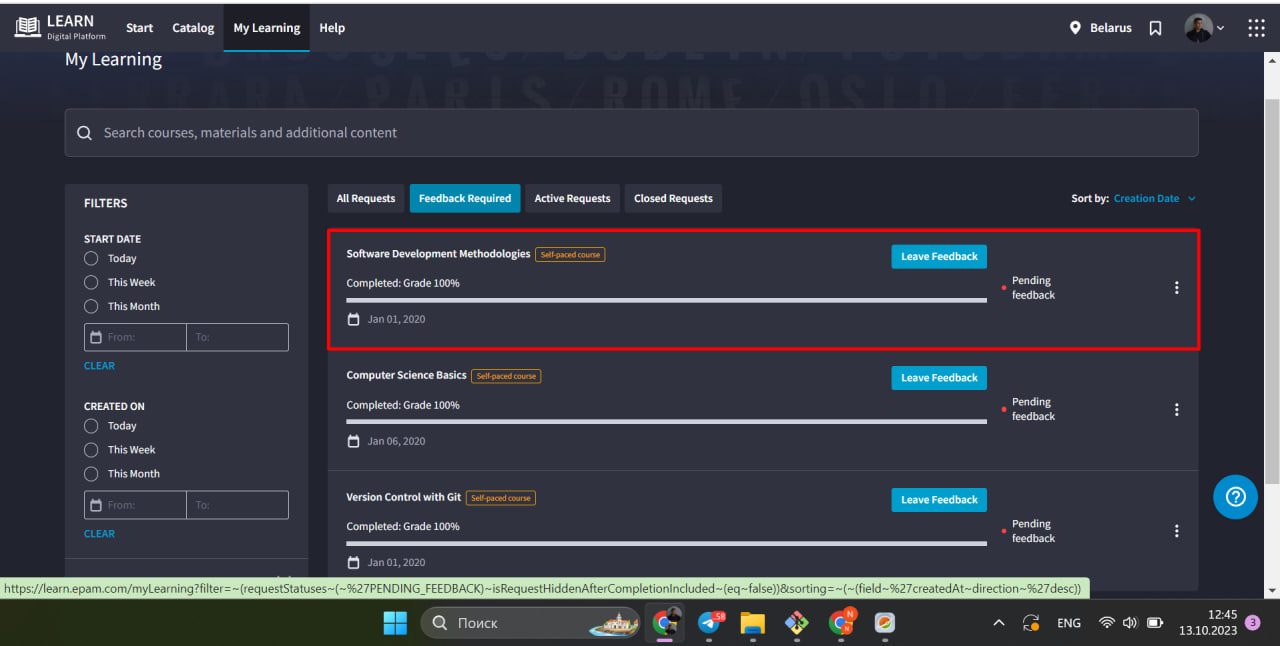 LEARN
Digital Platform
Start
Catalog
My Learning
Help
Belarus
My Learning
FERRARA/PARIS/ROME/OSLO/
Search courses, materials and additional content
FILTERS
START DATE
Today
This Week
This Month
From:
To:
CLEAR
CREATED ON
Today
This Week
This Month
From:
To:
CLEAR
All Requests
Feedback Required
Active Requests
Closed Requests
Sort by: Creation Date
Software Development Methodologies
Self-paced course
Leave Feedback
Completed: Grade 100%
Pending
feedback
Jan 01, 2020
Computer Science Basics
Self-paced course
Leave Feedback
Completed: Grade 100%
Pending
feedback
Jan 06, 2020
Version Control with Git
Self-paced course
Leave Feedback
Completed: Grade 100%
Pending
feedback
Jan 01, 2020
https://learn.epam.com/myLearning?filter=~(requestStatuses~(~%27PENDING_FEEDBACK)~isRequestHiddenAfterCompletionIncluded~(eq~false))&sorting=~(~(field~%27createdAt~direction~%27desc))
Поиск
58
N
N
ENG
12:45
13.10.2023
3